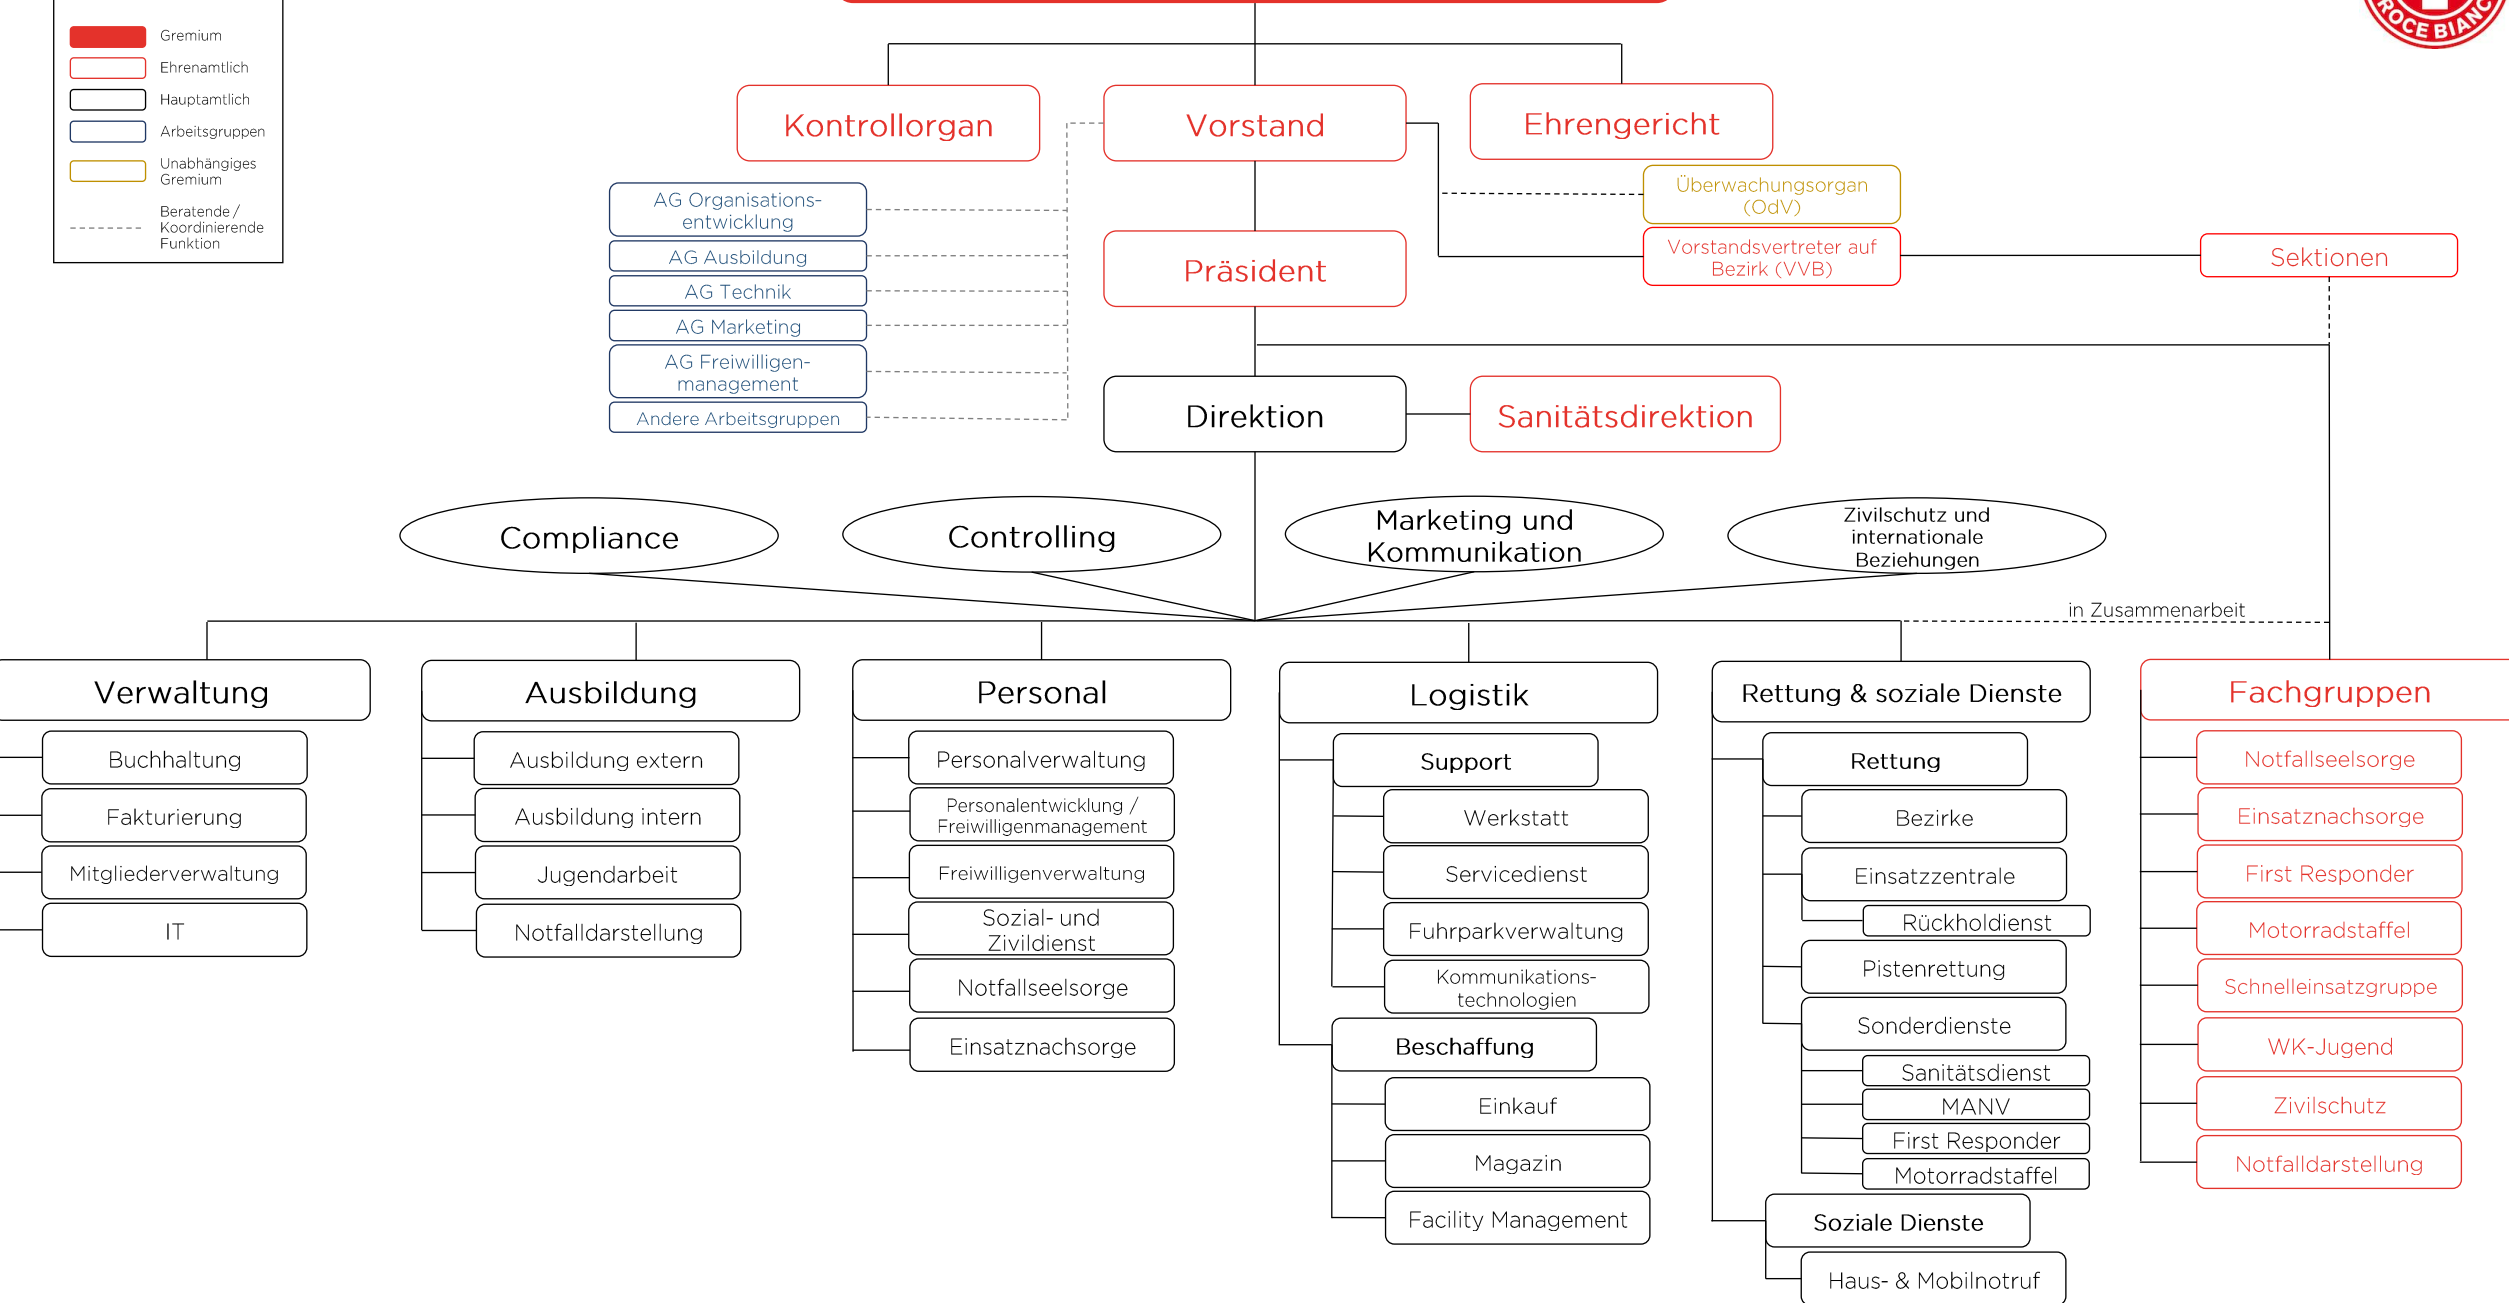 Gremium
Ehrenamtlich
Hauptamtlich
Arbeitsgruppen
Unabhängiges
Gremium
Beratende /
Koordinierende
Funktion
Kontrollorgan
Vorstand
Ehrengericht
AG Organisations-
entwicklung
AG Ausbildung
AG Technik
AG Marketing
AG Freiwilligen-
management
Andere Arbeitsgruppen
Überwachungsorgan
(OdV)
Vorstandsvertreter auf
Bezirk (VVB)
Sektionen
Präsident
Direktion
Sanitätsdirektion
Compliance
Controlling
Marketing und
Kommunikation
Zivilschutz und
internationale
Beziehungen
in Zusammenarbeit
Verwaltung
Buchhaltung
Fakturierung
Mitgliederverwaltung
IT
Ausbildung
Ausbildung extern
Ausbildung intern
Jugendarbeit
Notfalldarstellung
Personal
Personalverwaltung
Personalentwicklung /
Freiwilligenmanagement
Freiwilligenverwaltung
Sozial- und
Zivildienst
Notfallseelsorge
Einsatznachsorge
Logistik
Support
Werkstatt
Servicedienst
Fuhrparkverwaltung
Kommunikations-
technologien
Beschaffung
Einkauf
Magazin
Facility Management
Rettung & soziale Dienste
Rettung
Bezirke
Einsatzzentrale
Rückholdienst
Pistenrettung
Sonderdienste
Sanitätsdienst
MANV
First Responder
Motorradstaffel
Soziale Dienste
Haus- & Mobilnotruf
Fachgruppen
Notfallseelsorge
Einsatznachsorge
First Responder
Motorradstaffel
Schnelleinsatzgruppe
WK-Jugend
Zivilschutz
Notfalldarstellung